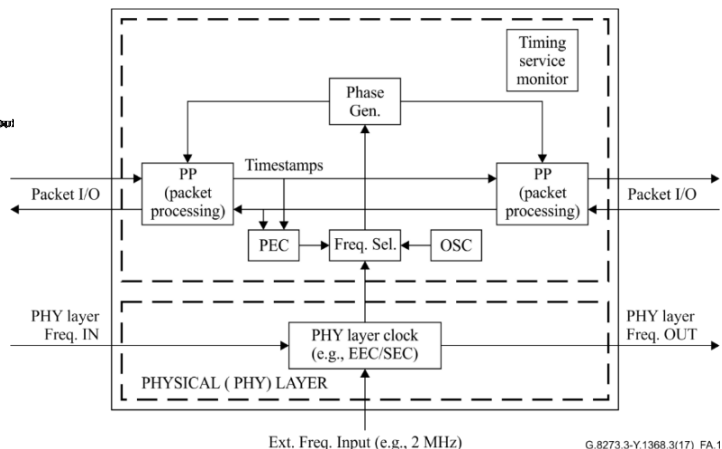 Timing
service
monitor
Phase
Gen.
PP
(packet
processing)
Timestamps
PP
(packet
processing)
Packet I/O
Packet I/O
PEC
Freq. Sel.
OSC
PHY layer
Freq. IN
PHY layer clock
(e.g., EEC/SEC)
PHY layer
Freq. OUT
PHYSICAL ( PHY) LAYER
Ext. Freq. Input (e.g., 2 MHz)
G.8273.3-Y.1368.3(17)_FA.1